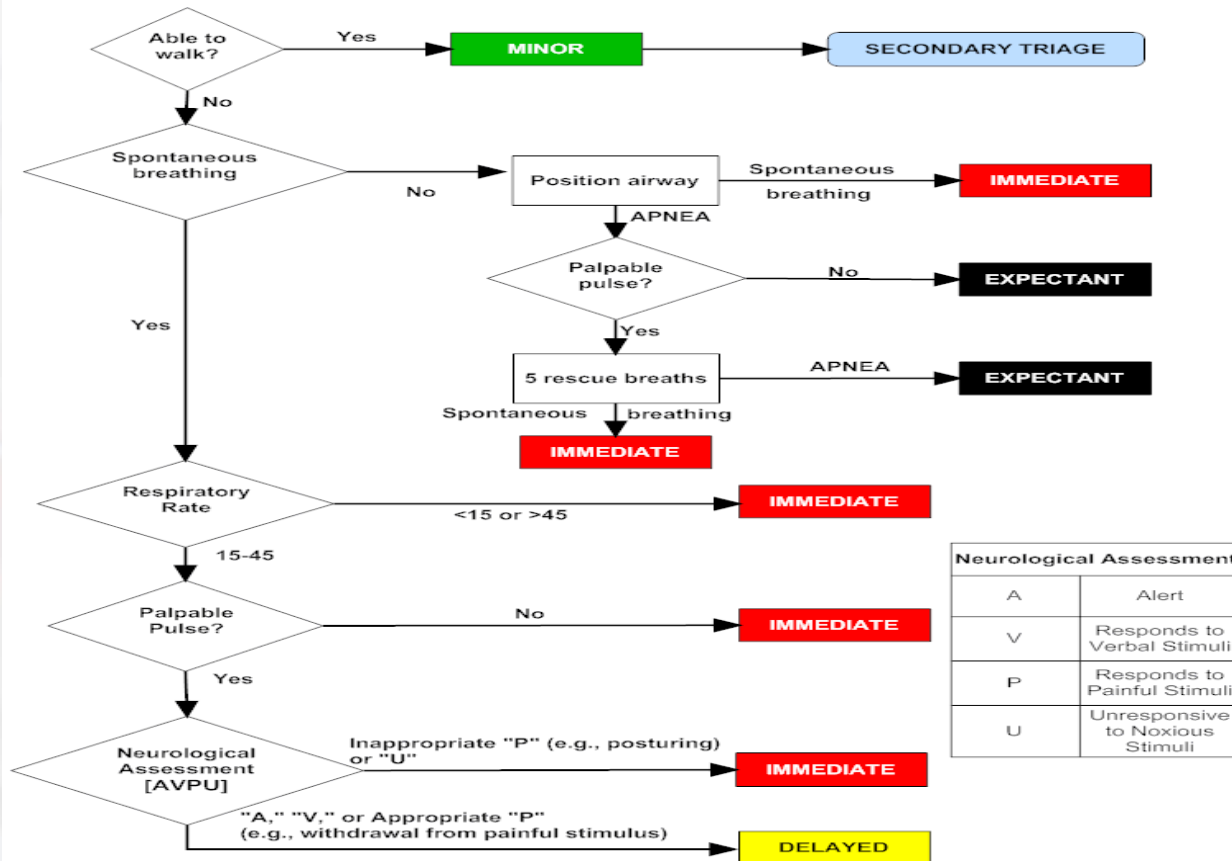 Able to
walk?
Yes
MINOR
SECONDARY TRIAGE
No
Spontaneous
breathing
No
Position airway
Spontaneous
breathing
IMMEDIATE
APNEA
Palpable
pulse?
No
EXPECTANT
Yes
Yes
5 rescue breaths
APNEA
EXPECTANT
Spontaneous breathing
IMMEDIATE
Respiratory
Rate
<15 or >45
IMMEDIATE
15-45
Palpable
Pulse?
No
IMMEDIATE
Yes
Neurological
Assessment
[AVPU]
Inappropriate "P" (e.g., posturing)
or "U"
IMMEDIATE
"A," "V," or Appropriate "P"
(e.g., withdrawal from painful stimulus)
DELAYED
Neurological Assessment
A Alert
V Responds to
Verbal Stimuli
P Responds to
Painful Stimuli
U Unresponsive
to Noxious
Stimuli